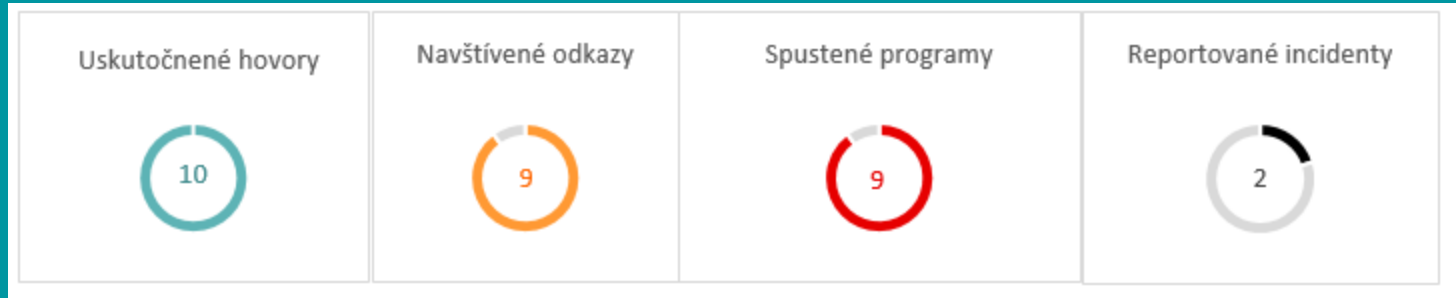 Uskutočnené hovory
10
Navštívené odkazy
9
Spustené programy
9
Reportované incidenty
2